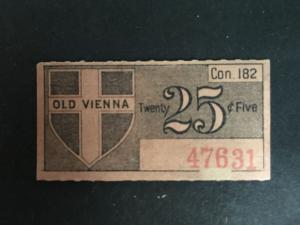 Con. 182
OLD VIENNA
Twenty 25 ¢ Five
47631